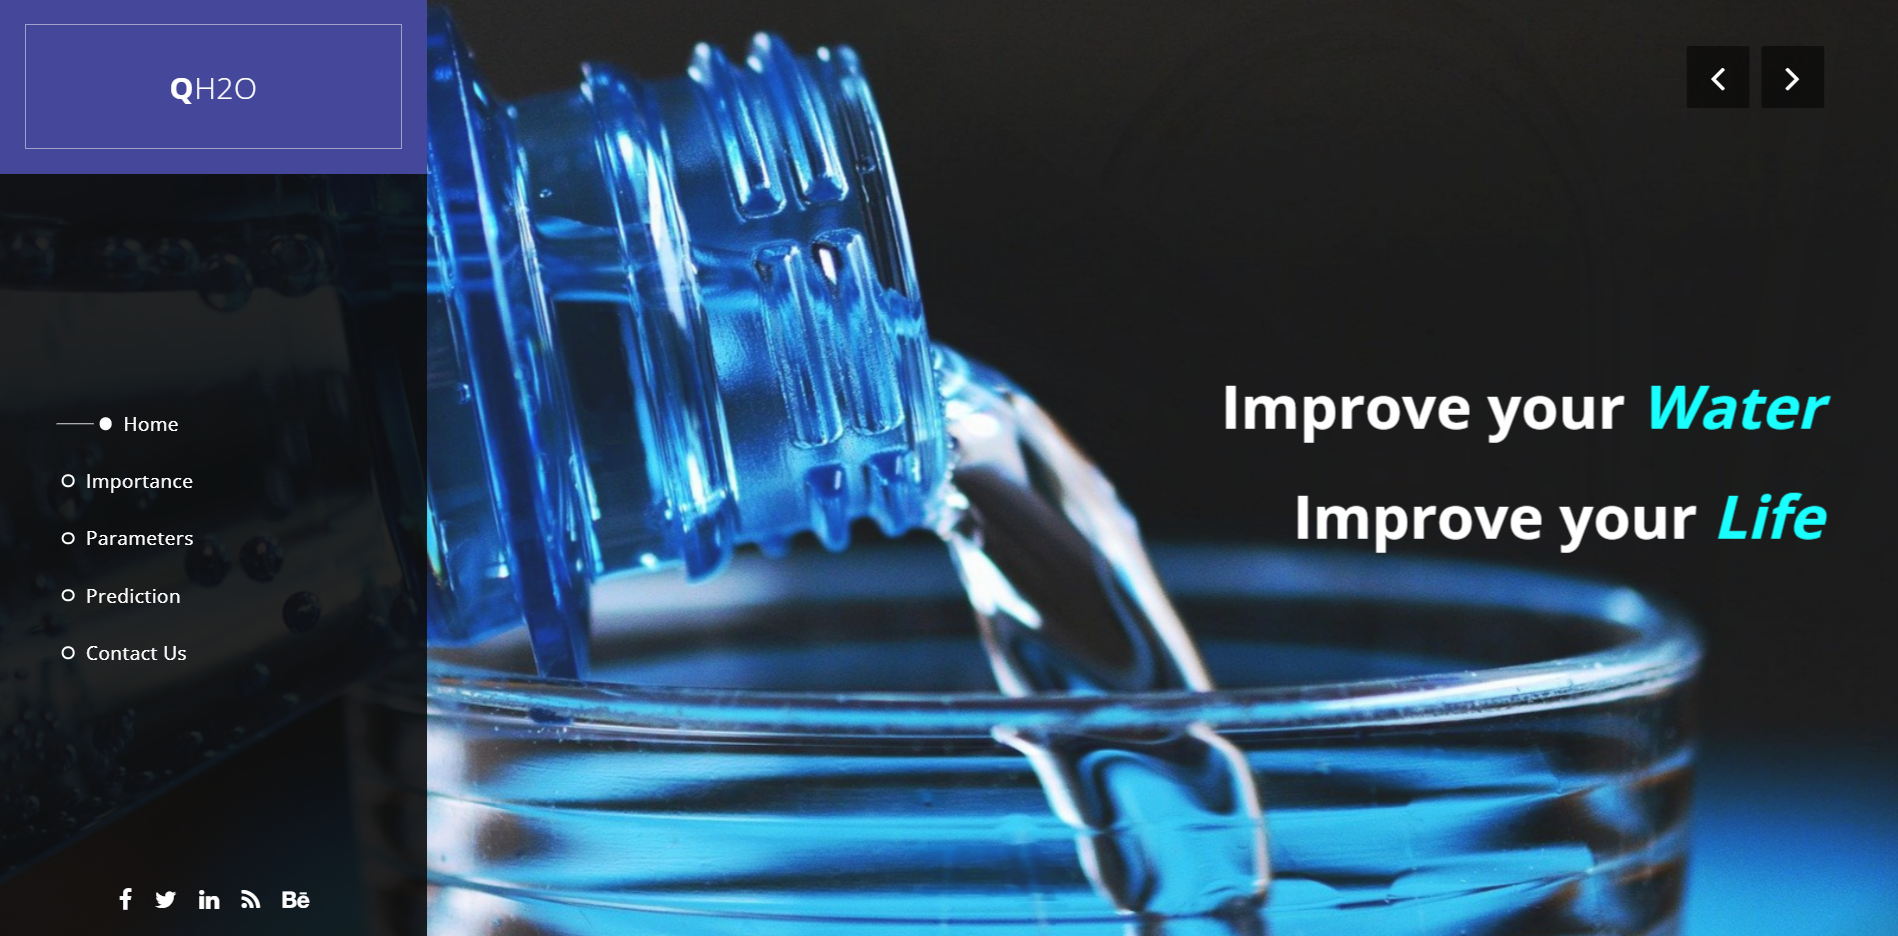 QH2O
Home
Importance
Parameters
Prediction
Contact Us
Bē
Improve your Water
Improve your Life